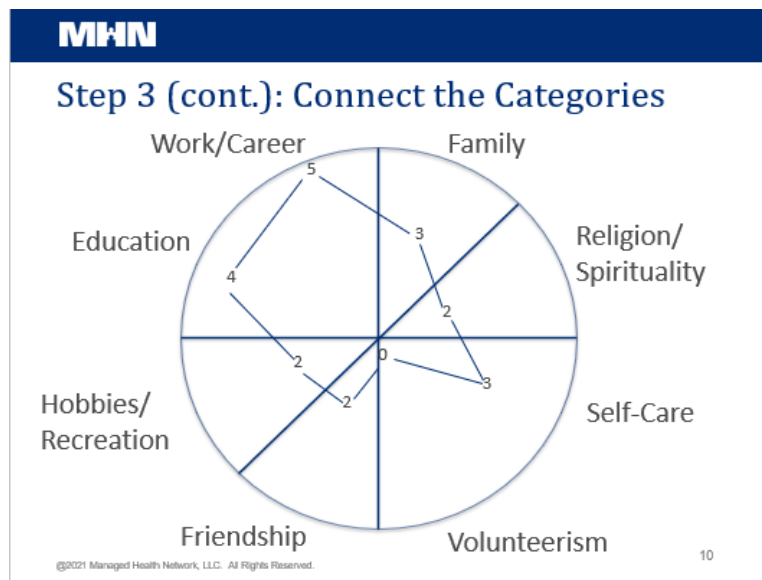 MHN
Step 3 (cont.): Connect the Categories
Work/Career
Family
5
Education
3
Religion/
Spirituality
4
2
0
2
3
2
Hobbies/
Recreation
Self-Care
Friendship
Volunteerism
@2021 Managed Health Network, LLC. All Rights Reserved.
10